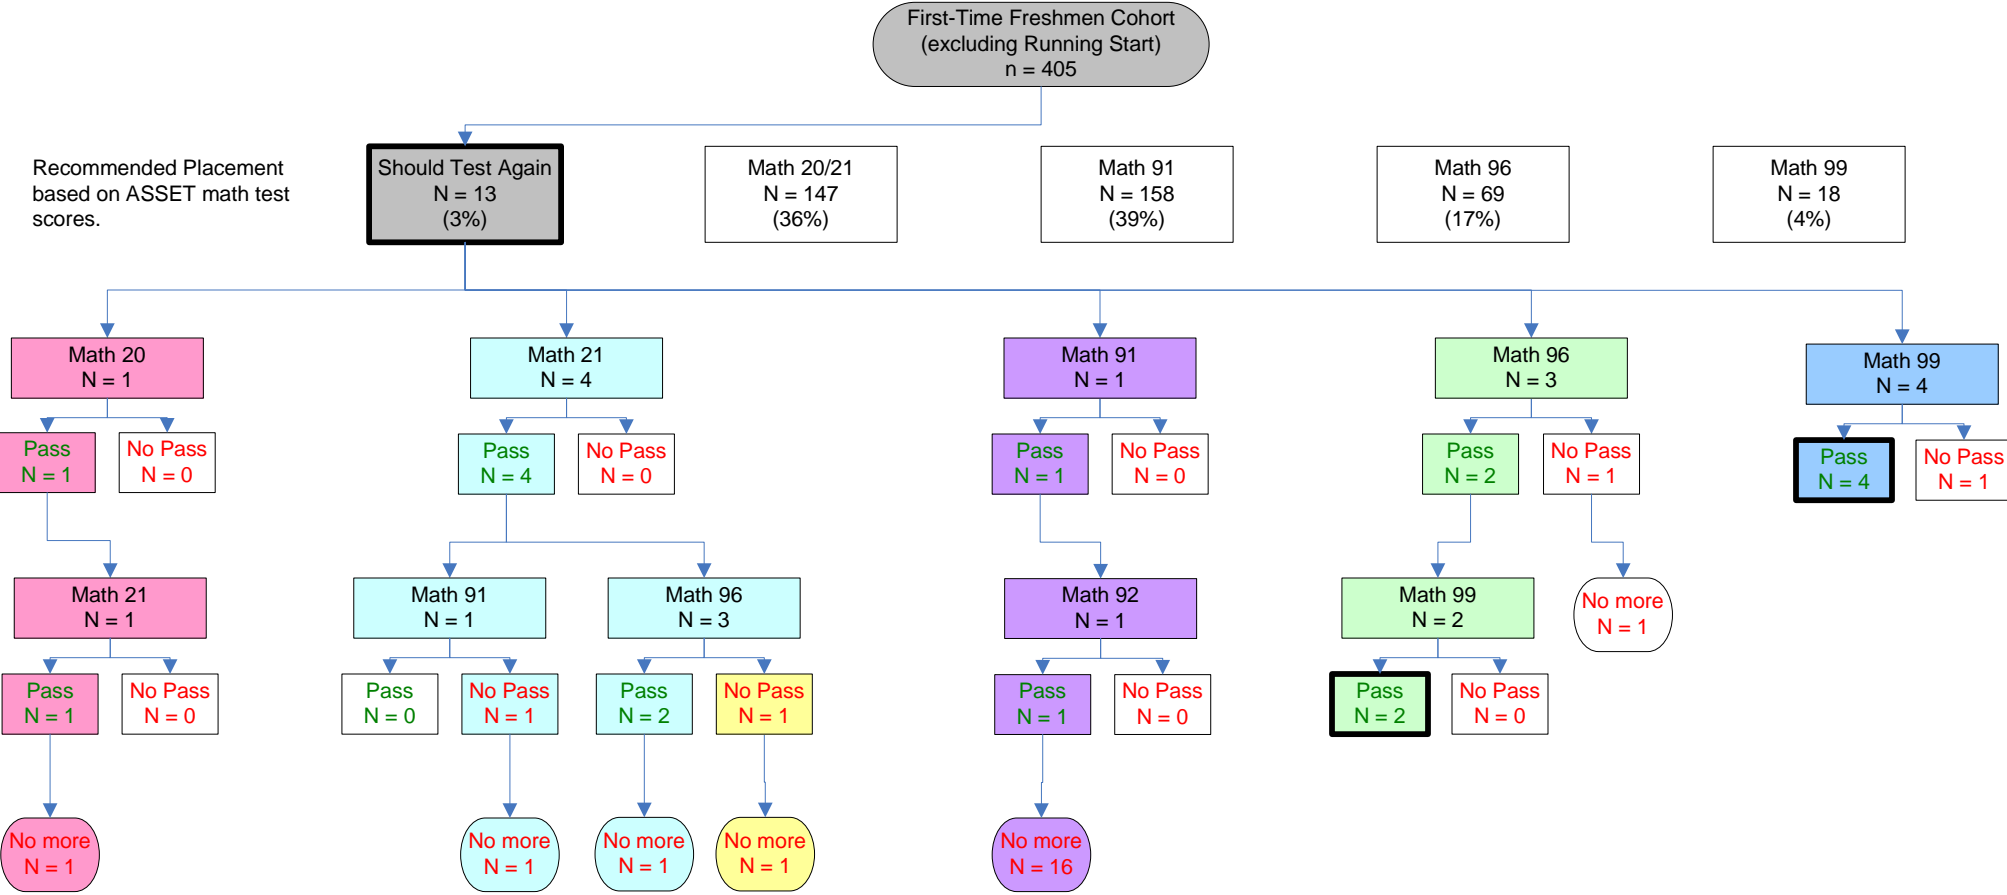 First-Time Freshmen Cohort
(excluding Running Start)
n = 405
Recommended Placement
based on ASSET math test
scores.
Should Test Again
N = 13
(3%)
Math 20/21
N = 147
(36%)
Math 91
N = 158
(39%)
Math 96
N = 69
(17%)
Math 99
N = 18
(4%)
Math 20
N = 1
Math 21
N = 4
Math 91
N = 1
Math 96
N = 3
Math 99
N = 4
Pass
N = 1
No Pass
N = 0
Pass
N = 4
No Pass
N = 0
Pass
N = 1
No Pass
N = 0
Pass
N = 2
No Pass
N = 1
Pass
N = 4
No Pass
N = 1
Math 21
N = 1
Math 91
N = 1
Math 96
N = 3
Math 92
N = 1
Math 99
N = 2
No more
N = 1
Pass
N = 1
No Pass
N = 0
Pass
N = 0
No Pass
N = 1
Pass
N = 2
No Pass
N = 1
Pass
N = 1
No Pass
N = 0
Pass
N = 2
No Pass
N = 0
No more
N = 1
No more
N = 1
No more
N = 1
No more
N = 1
No more
N = 16